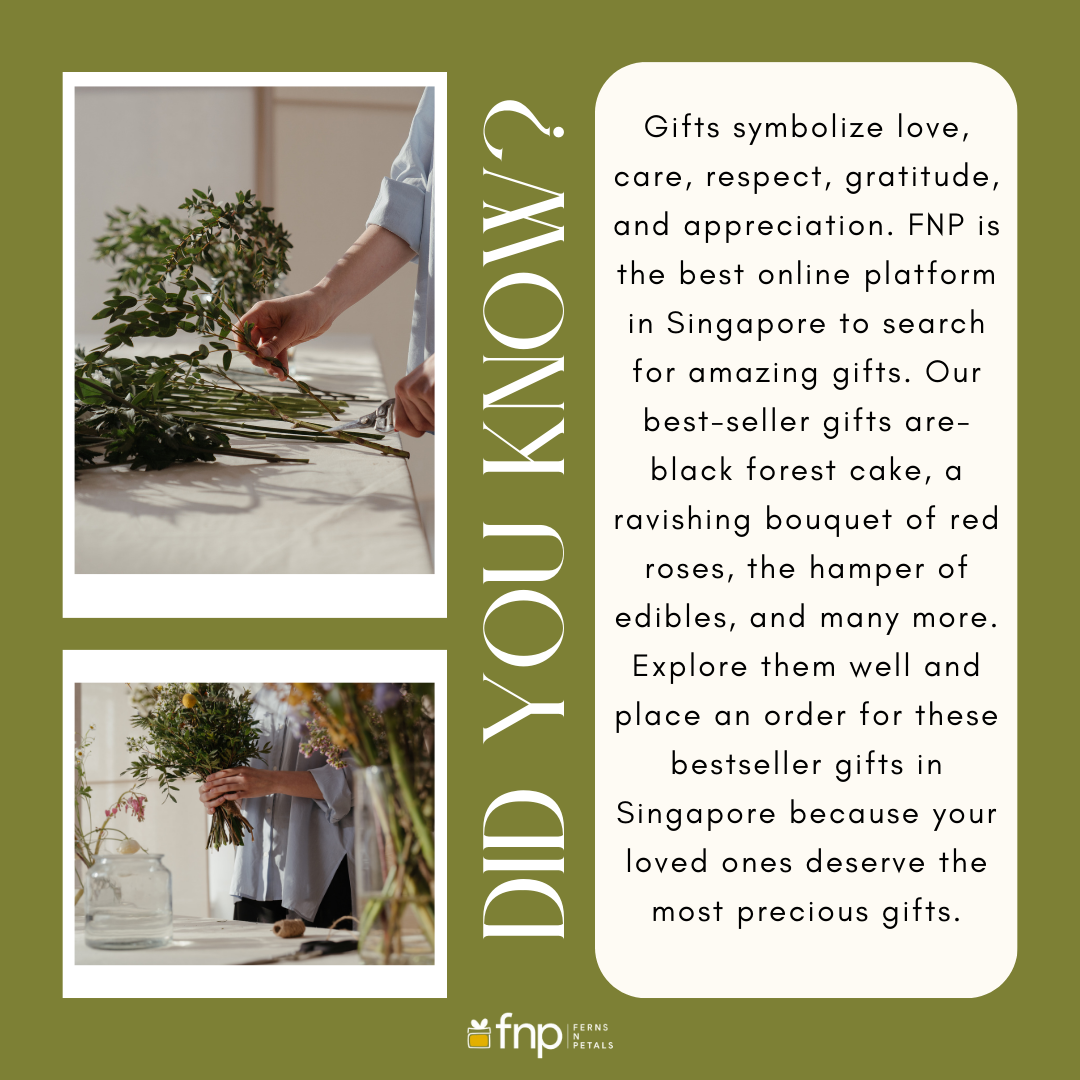 DID YOU KNOW?
Gifts symbolize love,
care, respect, gratitude,
and appreciation. FNP is
the best online platform
in Singapore to search
for amazing gifts. Our
best-seller gifts are-
black forest cake, a
ravishing bouquet of red
roses, the hamper of
edibles, and many more.
Explore them well and
place an order for these
bestseller gifts in
Singapore because your
loved ones deserve the
most precious gifts.
fnp
FERNS
N
PETALS